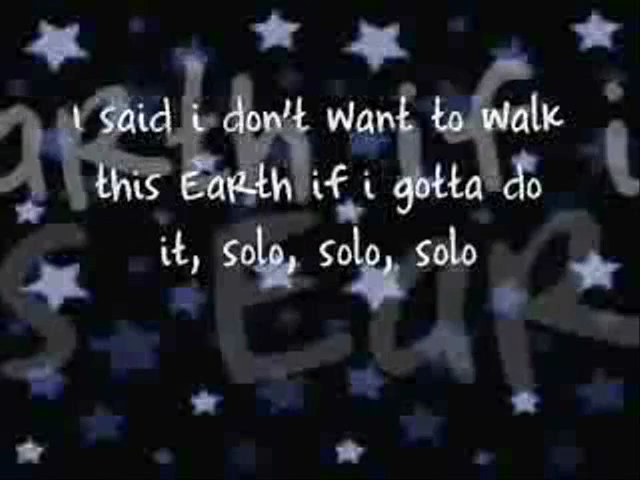 I said i don't want to walk
this Earth if i gotta do
it, solo, solo, solo